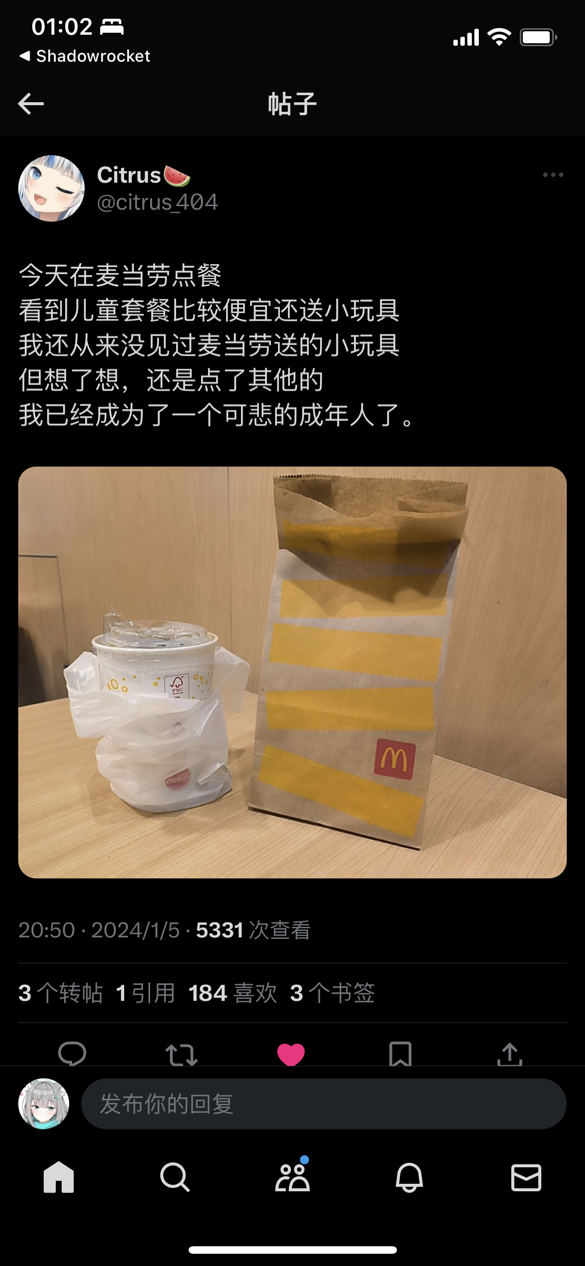 01:02
◀ Shadowrocket
帖子
Citrus🍉
@citrus_404
今天在麦当劳点餐
看到儿童套餐比较便宜还送小玩具
我还从来没见过麦当劳送的小玩具
但想了想，还是点了其他的
我已经成为了一个可悲的成年人了。
FSC
20:50 · 2024/1/5 · 5331 次查看
3 个转帖 1 引用 184 喜欢 3 个书签
发布你的回复